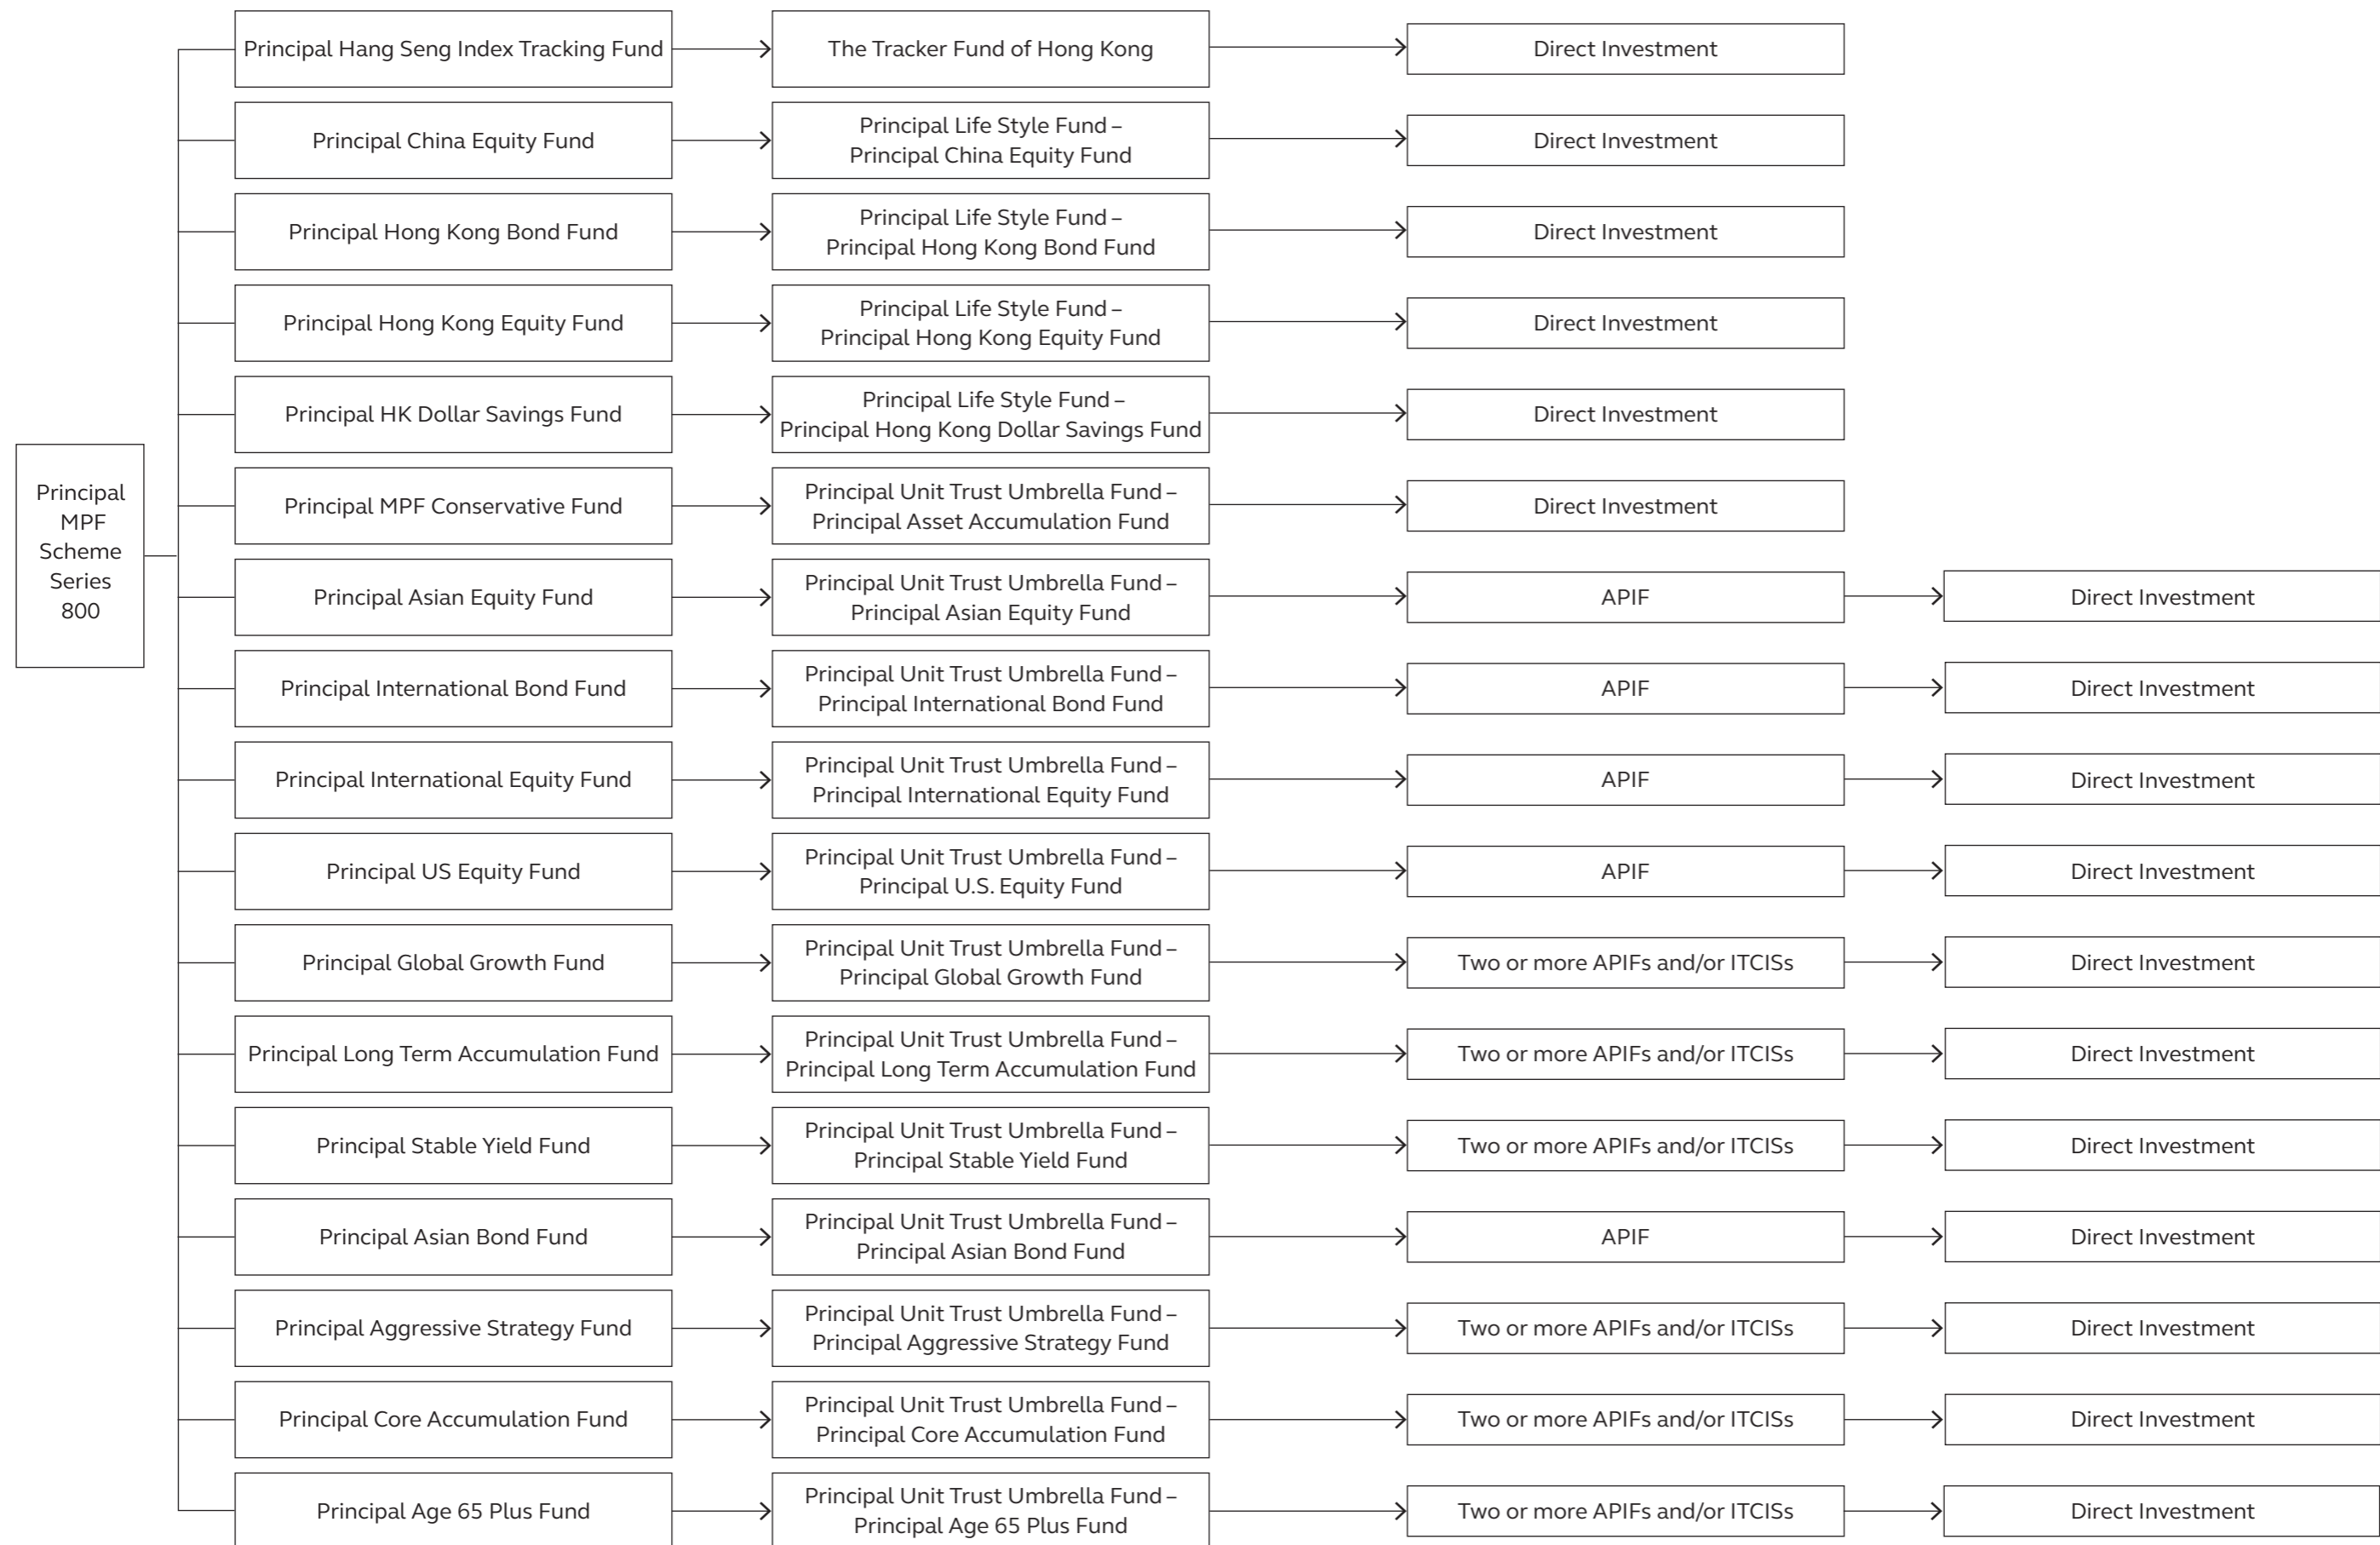 Principal Hang Seng Index Tracking Fund
The Tracker Fund of Hong Kong
Direct Investment
Principal China Equity Fund
Principal Life Style Fund –
Principal China Equity Fund
Direct Investment
Principal Hong Kong Bond Fund
Principal Life Style Fund –
Principal Hong Kong Bond Fund
Direct Investment
Principal Hong Kong Equity Fund
Principal Life Style Fund –
Principal Hong Kong Equity Fund
Direct Investment
Principal HK Dollar Savings Fund
Principal Life Style Fund –
Principal Hong Kong Dollar Savings Fund
Direct Investment
Principal
MPF
Scheme
Series
800
Principal MPF Conservative Fund
Principal Unit Trust Umbrella Fund –
Principal Asset Accumulation Fund
Direct Investment
Principal Asian Equity Fund
Principal Unit Trust Umbrella Fund –
Principal Asian Equity Fund
APIF
Direct Investment
Principal International Bond Fund
Principal Unit Trust Umbrella Fund –
Principal International Bond Fund
APIF
Direct Investment
Principal International Equity Fund
Principal Unit Trust Umbrella Fund –
Principal International Equity Fund
APIF
Direct Investment
Principal US Equity Fund
Principal Unit Trust Umbrella Fund –
Principal U.S. Equity Fund
APIF
Direct Investment
Principal Global Growth Fund
Principal Unit Trust Umbrella Fund –
Principal Global Growth Fund
Two or more APIFs and/or ITCISs
Direct Investment
Principal Long Term Accumulation Fund
Principal Unit Trust Umbrella Fund –
Principal Long Term Accumulation Fund
Two or more APIFs and/or ITCISs
Direct Investment
Principal Stable Yield Fund
Principal Unit Trust Umbrella Fund –
Principal Stable Yield Fund
Two or more APIFs and/or ITCISs
Direct Investment
Principal Asian Bond Fund
Principal Unit Trust Umbrella Fund –
Principal Asian Bond Fund
APIF
Direct Investment
Principal Aggressive Strategy Fund
Principal Unit Trust Umbrella Fund –
Principal Aggressive Strategy Fund
Two or more APIFs and/or ITCISs
Direct Investment
Principal Core Accumulation Fund
Principal Unit Trust Umbrella Fund –
Principal Core Accumulation Fund
Two or more APIFs and/or ITCISs
Direct Investment
Principal Age 65 Plus Fund
Principal Unit Trust Umbrella Fund –
Principal Age 65 Plus Fund
Two or more APIFs and/or ITCISs
Direct Investment